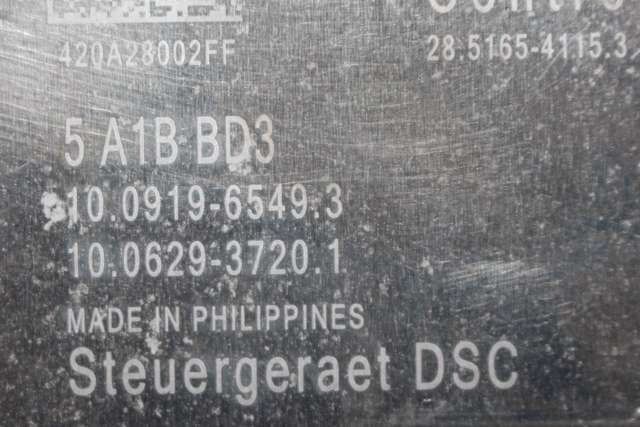 420A28002FF
28.5165-4115.3
5 A1B BD3
10.0919-6549.3
10.0629-3720.1
MADE IN PHILIPPINES
Steuergeraet DSC